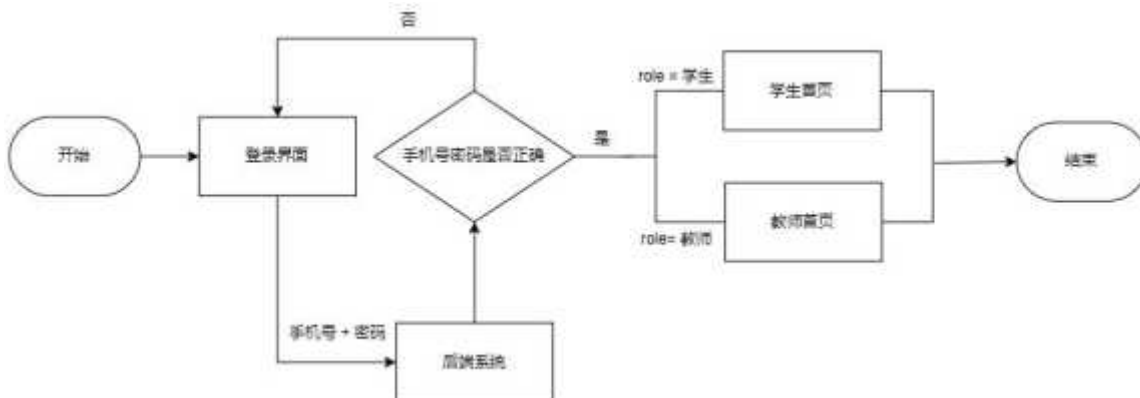 否
role = 学生
学生首页
开始
登录界面
手机号密码是否正确
是
结束
role= 教师
教师首页
手机号 + 密码
后端系统